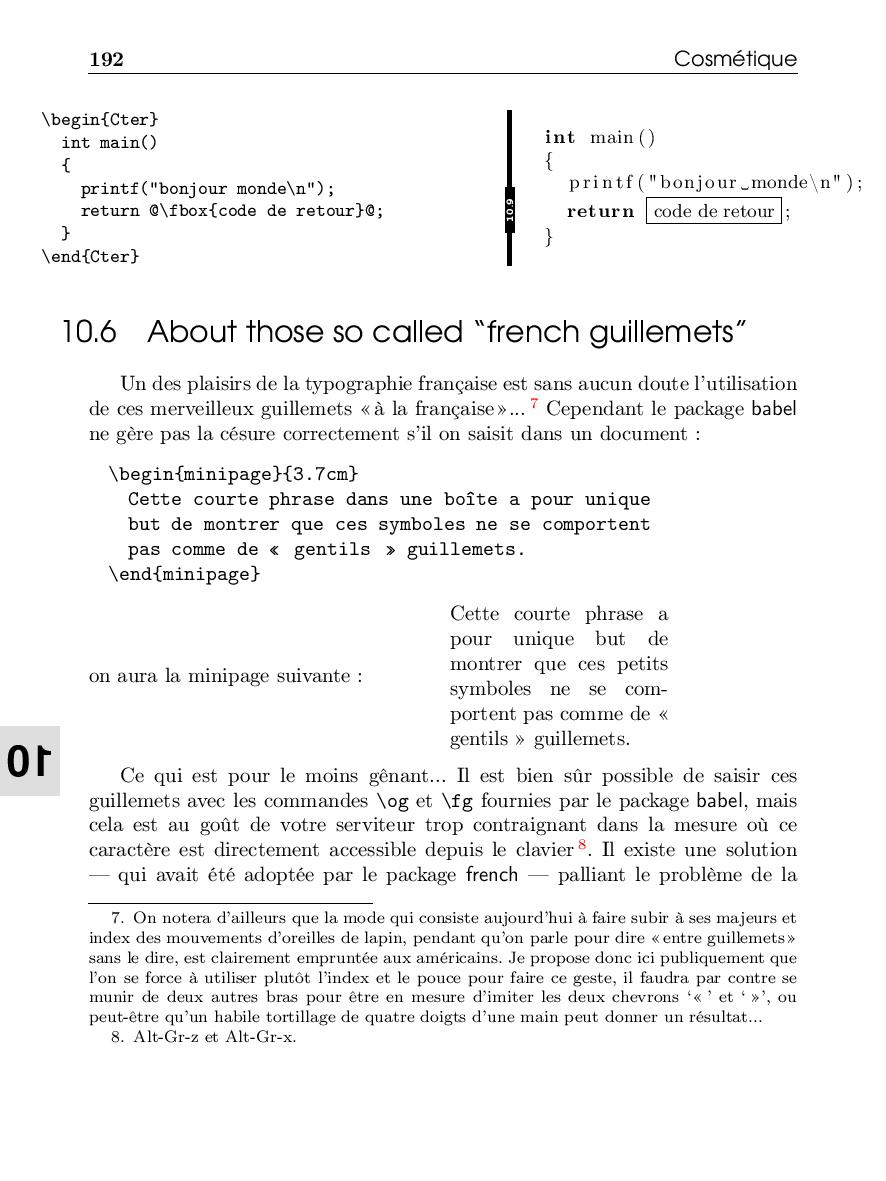 192 Cosmétique
\begin{Cter}
  int main()
  {
    printf("bonjour monde\n");
    return @\fbox{code de retour}@;
  }
\end{Cter}
10.9
int main()
{
  printf("bonjour␣monde\n");
  return code de retour ;
}
10.6 About those so called “french guillemets”
Un des plaisirs de la typographie française est sans aucun doute l’utilisation
de ces merveilleux guillemets « à la française »... 7 Cependant le package babel
ne gère pas la césure correctement s’il on saisit dans un document :
\begin{minipage}{3.7cm}
  Cette courte phrase dans une boîte a pour unique
  but de montrer que ces symboles ne se comportent
  pas comme de « gentils » guillemets.
\end{minipage}
on aura la minipage suivante :
Cette courte phrase a
pour unique but de
montrer que ces petits
symboles ne se com-
portent pas comme de «
gentils » guillemets.
10
Ce qui est pour le moins gênant... Il est bien sûr possible de saisir ces
guillemets avec les commandes \og et \fg fournies par le package babel, mais
cela est au goût de votre serviteur trop contraignant dans la mesure où ce
caractère est directement accessible depuis le clavier 8. Il existe une solution
— qui avait été adoptée par le package french — palliant le problème de la
7. On notera d’ailleurs que la mode qui consiste aujourd’hui à faire subir à ses majeurs et
index des mouvements d’oreilles de lapin, pendant qu’on parle pour dire « entre guillemets »
sans le dire, est clairement empruntée aux américains. Je propose donc ici publiquement que
l’on se force à utiliser plutôt l’index et le pouce pour faire ce geste, il faudra par contre se
munir de deux autres bras pour être en mesure d’imiter les deux chevrons ‘« ’ et ‘ »’, ou
peut-être qu’un habile tortillage de quatre doigts d’une main peut donner un résultat...
8. Alt-Gr-z et Alt-Gr-x.